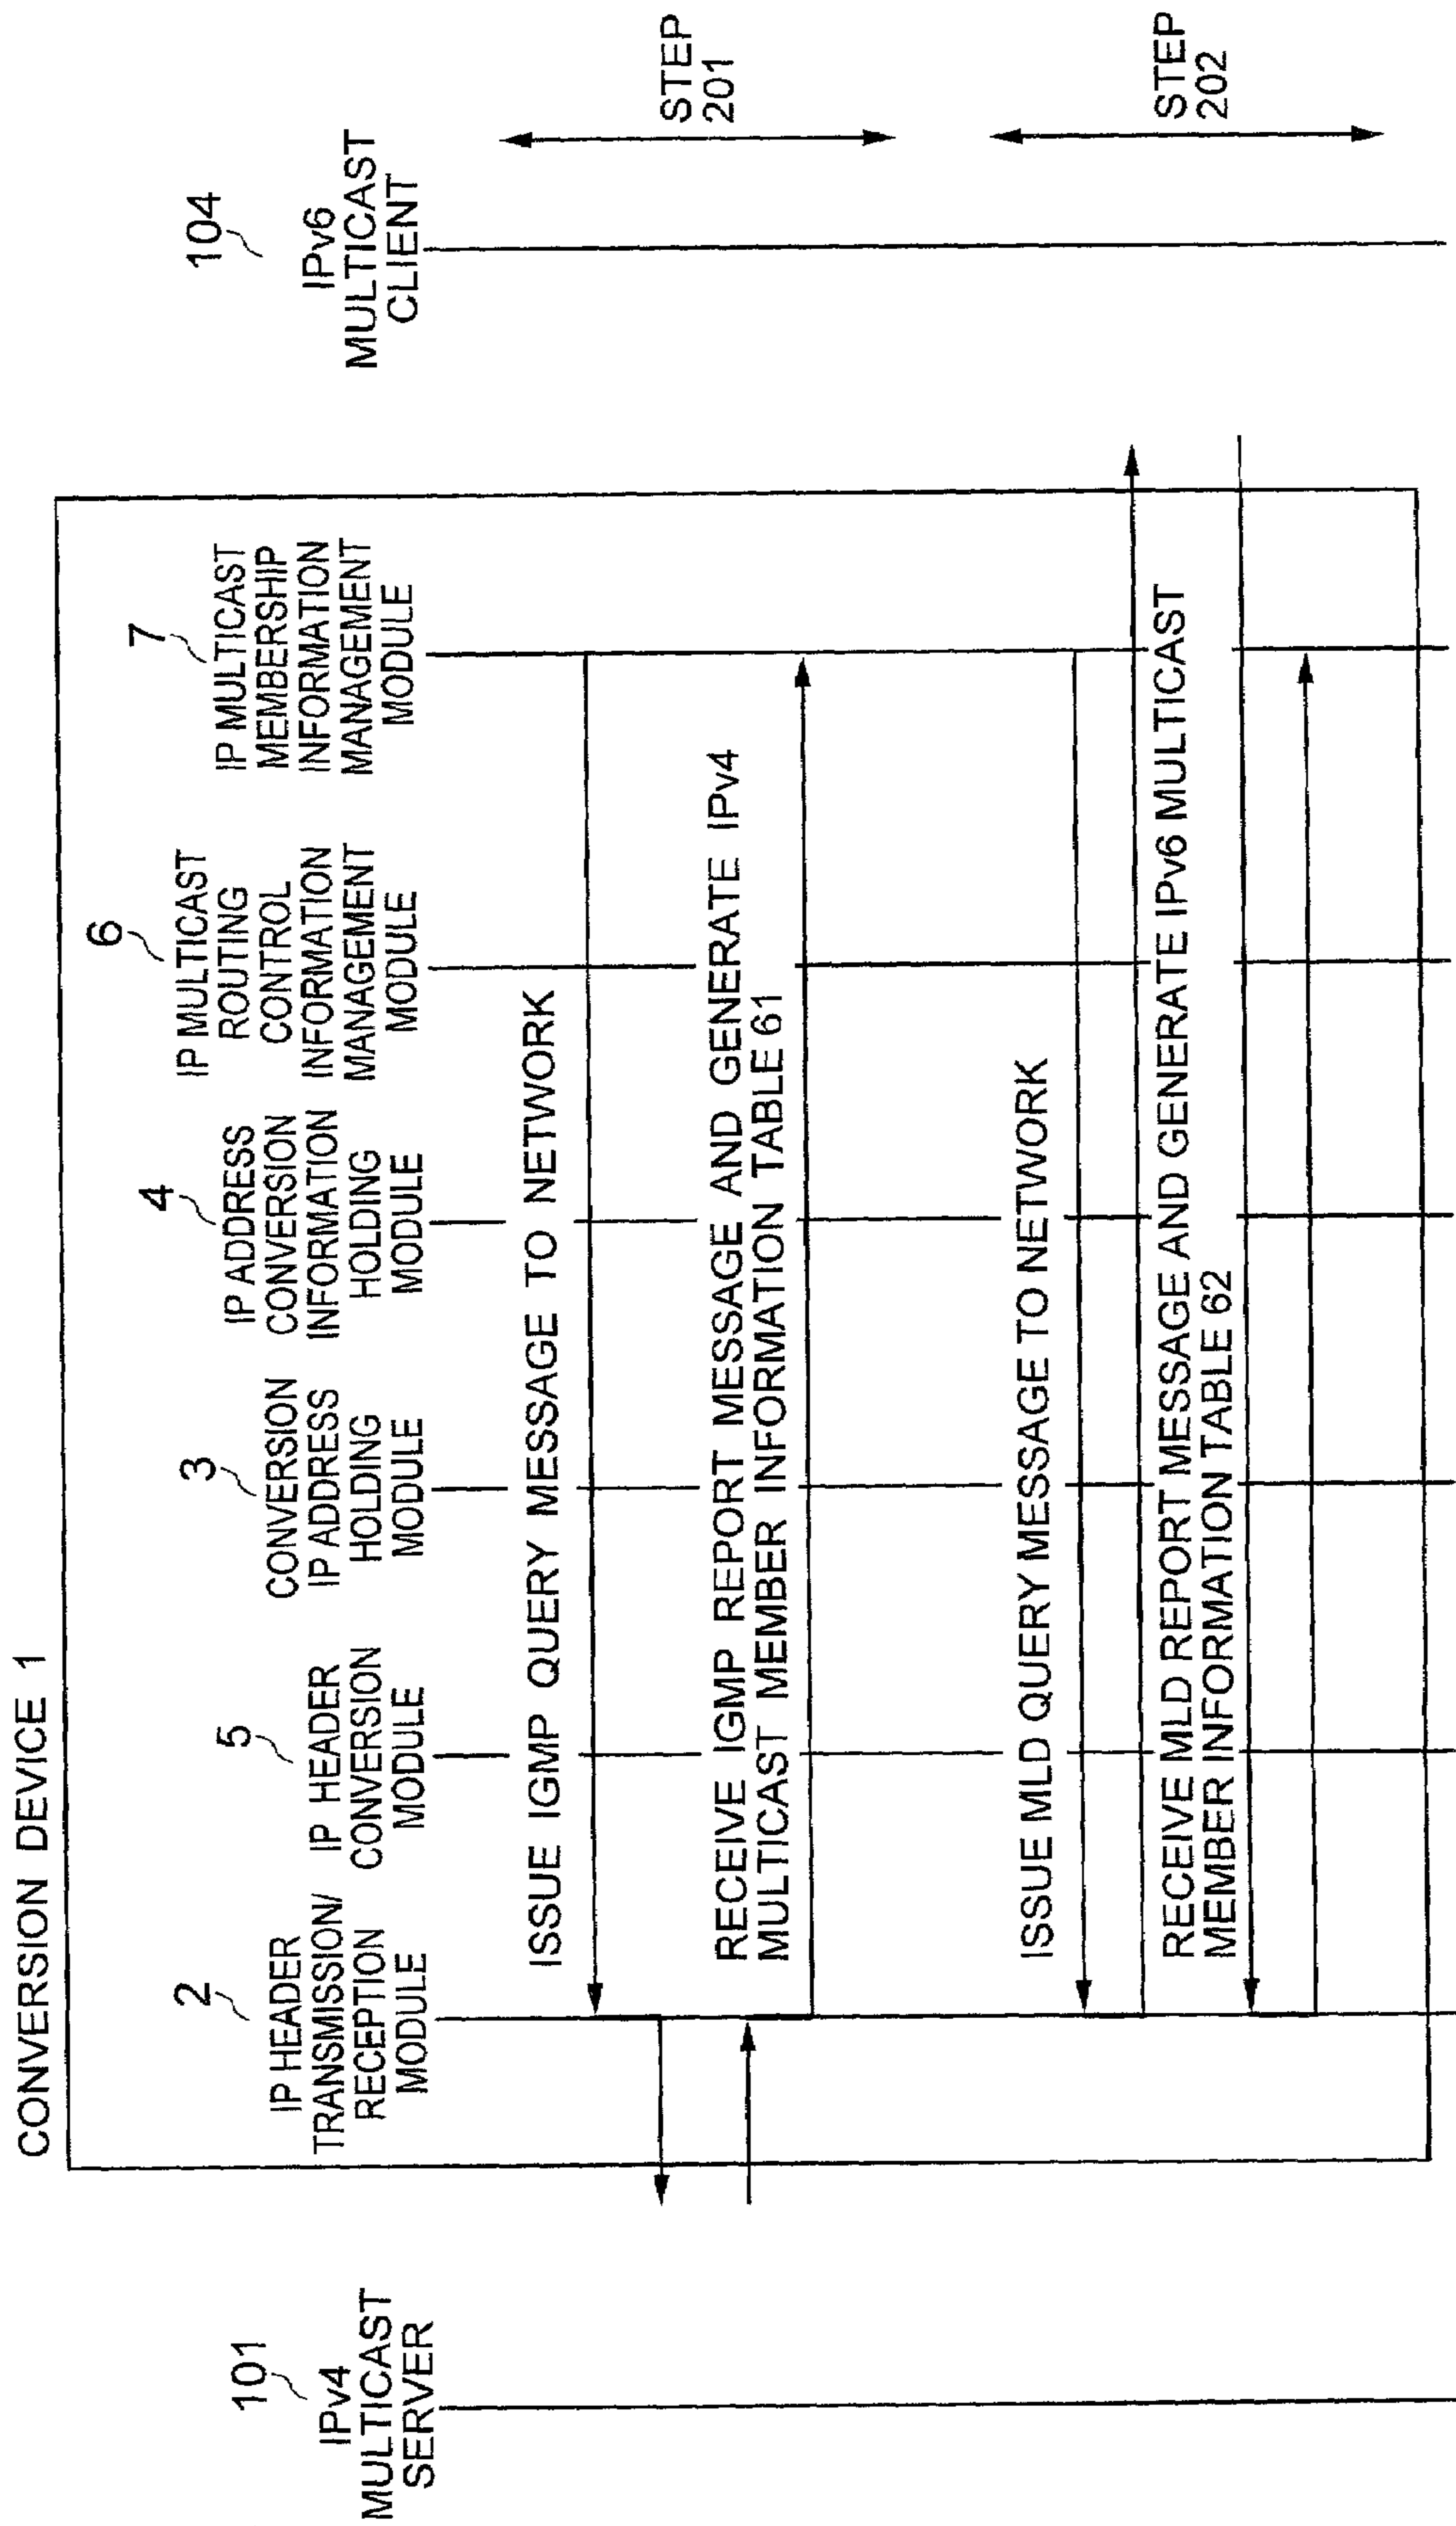 CONVERSION DEVICE 1
101
IPv4
MULTICAST
SERVER
2
IP HEADER
TRANSMISSION/
RECEPTION
MODULE
5
IP HEADER
CONVERSION
MODULE
3
CONVERSION
IP ADDRESS
HOLDING
MODULE
4
IP ADDRESS
CONVERSION
INFORMATION
HOLDING
MODULE
6
IP MULTICAST
ROUTING
CONTROL
INFORMATION
MANAGEMENT
MODULE
7
IP MULTICAST
MEMBERSHIP
INFORMATION
MANAGEMENT
MODULE
104
IPv6
MULTICAST
CLIENT
ISSUE IGMP QUERY MESSAGE TO NETWORK
RECEIVE IGMP REPORT MESSAGE AND GENERATE IPv4
MULTICAST MEMBER INFORMATION TABLE 61
STEP
201
ISSUE MLD QUERY MESSAGE TO NETWORK
RECEIVE MLD REPORT MESSAGE AND GENERATE IPv6 MULTICAST
MEMBER INFORMATION TABLE 62
STEP
202